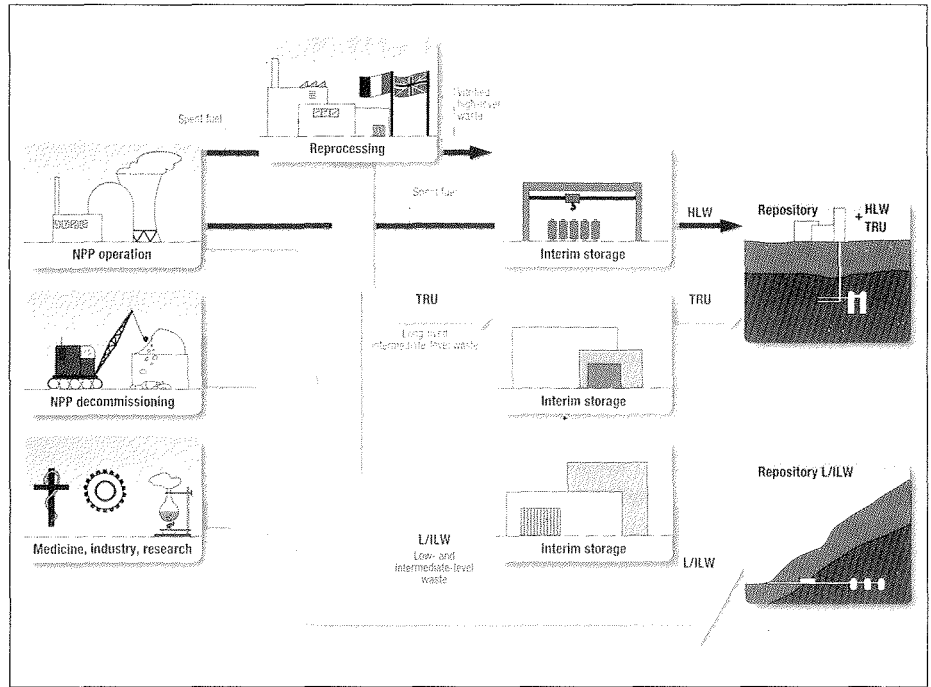 Spent fuel
Vitrified
high-level
waste
Reprocessing
NPP operation
Spent fuel
Interim storage
HLW
Repository
+ HLW
TRU
NPP decommissioning
TRU
Long-lived
intermediate-level waste
Interim storage
TRU
Medicine, industry, research
L/ILW
Low- and
intermediate-level
waste
Interim storage
L/ILW
Repository L/ILW